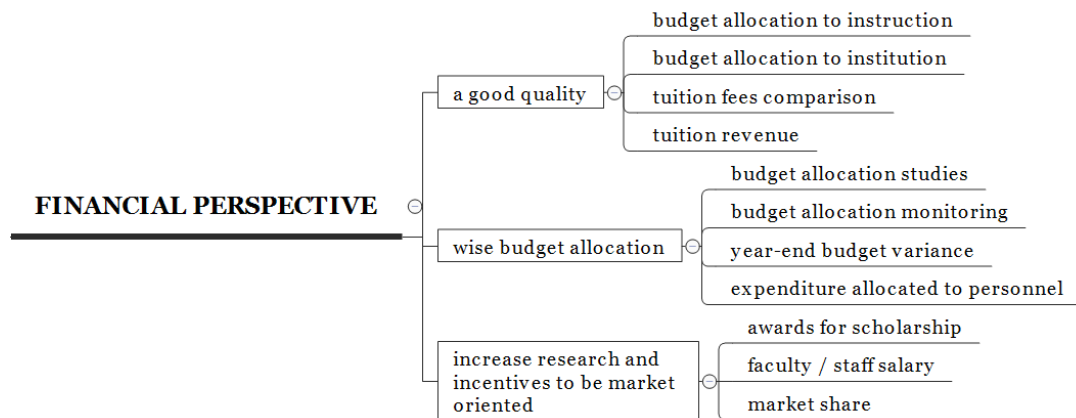 FINANCIAL PERSPECTIVE
a good quality
budget allocation to instruction
budget allocation to institution
tuition fees comparison
tuition revenue
wise budget allocation
budget allocation studies
budget allocation monitoring
year-end budget variance
expenditure allocated to personnel
increase research and
incentives to be market
oriented
awards for scholarship
faculty / staff salary
market share